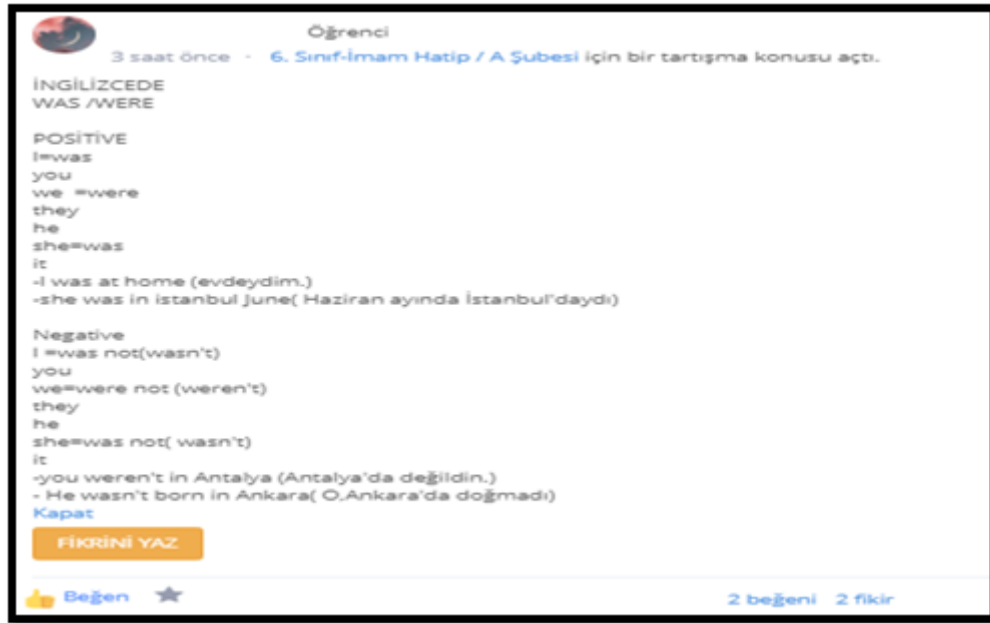 Öğrenci
3 saat önce · 6. Sınıf-İmam Hatip / A Şubesi için bir tartışma konusu açtı.
İNGİLİZCEDE
WAS /WERE
POSİTİVE
I=was
you
we =were
they
he
she=was
it
-I was at home (evdeydim.)
-she was in istanbul June( Haziran ayında İstanbul'daydı)
Negative
I =was not(wasn't)
you
we=were not (weren't)
they
he
she=was not( wasn't)
it
-you weren't in Antalya (Antalya'da değildin.)
- He wasn't born in Ankara( O,Ankara'da doğmadı)
Kapat
FİKRİNİ YAZ
Beğen
2 beğeni 2 fikir